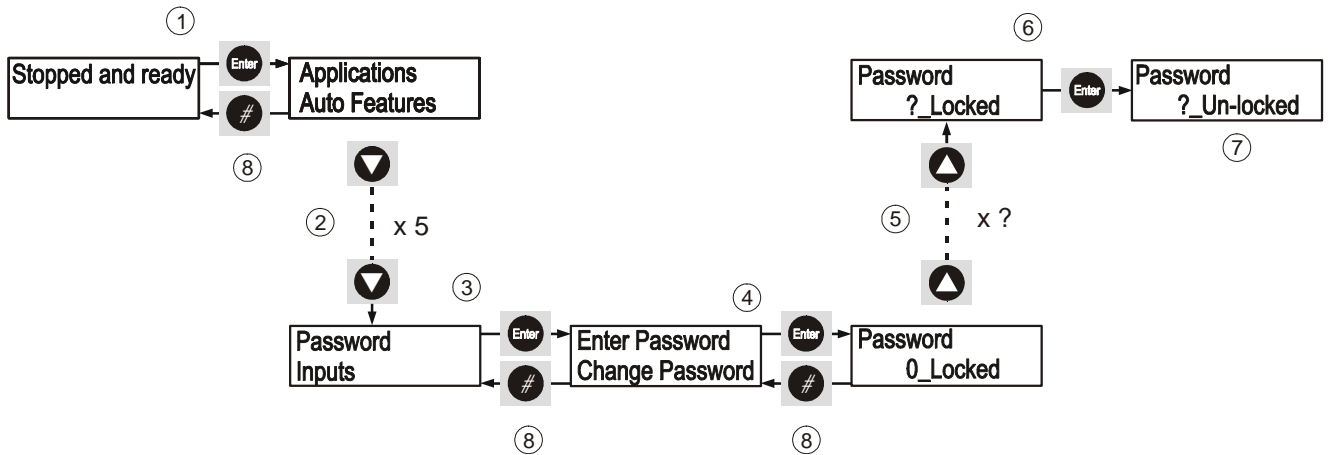 1
Stopped and ready
Enter
#
8
Applications
Auto Features
2
x 5
Password
Inputs
3
Enter
#
8
Enter Password
Change Password
4
Enter
#
8
Password
0_Locked
5
x ?
Password
?_Locked
6
Enter
Password
?_Un-locked
7